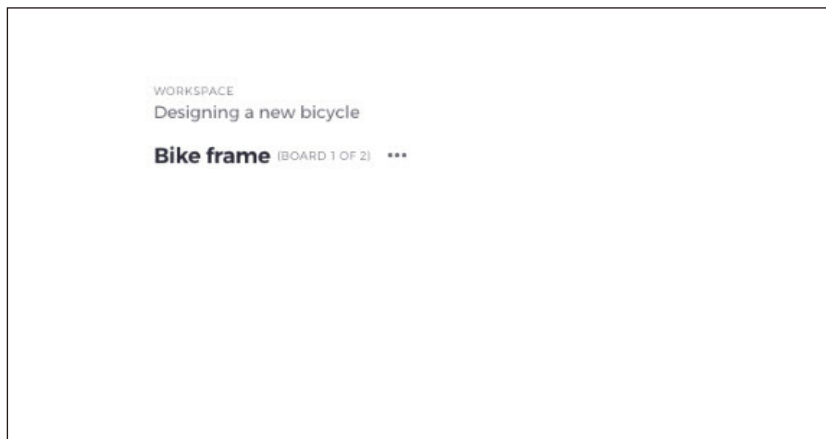 WORKSPACE
Designing a new bicycle
Bike frame (BOARD 1 OF 2) •••